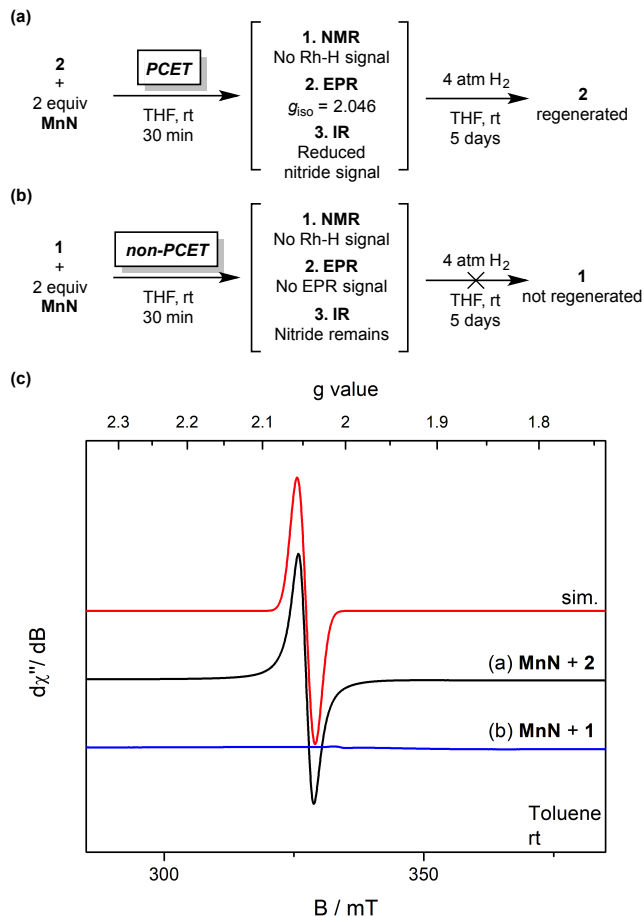 (a)
2
+
2 equiv
MnN
PCET
THF, rt
30 min
1. NMR
No Rh-H signal
2. EPR
giso = 2.046
3. IR
Reduced
nitride signal
4 atm H2
THF, rt
5 days
2
regenerated
(b)
1
+
2 equiv
MnN
non-PCET
THF, rt
30 min
1. NMR
No Rh-H signal
2. EPR
No EPR signal
3. IR
Nitride remains
4 atm H2
THF, rt
5 days
1
not regenerated
(c)
g value
2.3 2.2 2.1 2 1.9 1.8
dχ''/ dB
sim.
(a) MnN + 2
(b) MnN + 1
Toluene
rt
300 350
B / mT